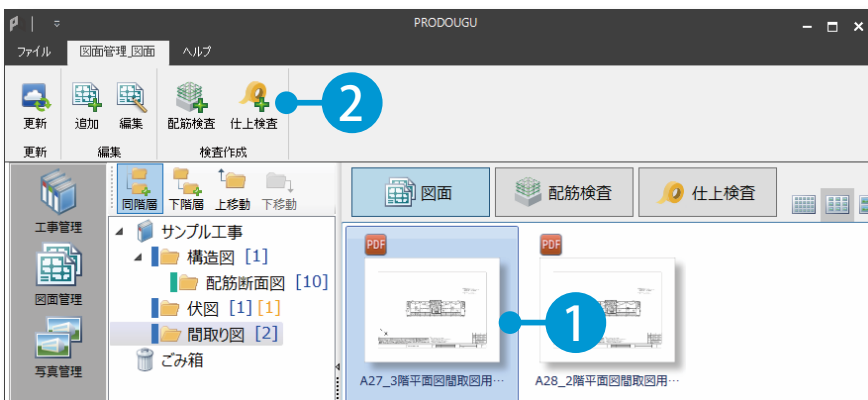 PRODOUGU
ファイル 図面管理_図面 ヘルプ
更新 追加 編集 配筋検査 仕上検査
2
更新 編集 検査作成
同階層 下階層 上移動 下移動
図面 配筋検査 仕上検査
工事管理
図面管理
写真管理
サンプル工事
構造図 [1]
配筋断面図 [10]
伏図 [1] [1]
間取り図 [2]
ごみ箱
PDF PDF
1
A27_3階平面図間取図用… A28_2階平面図間取図用…